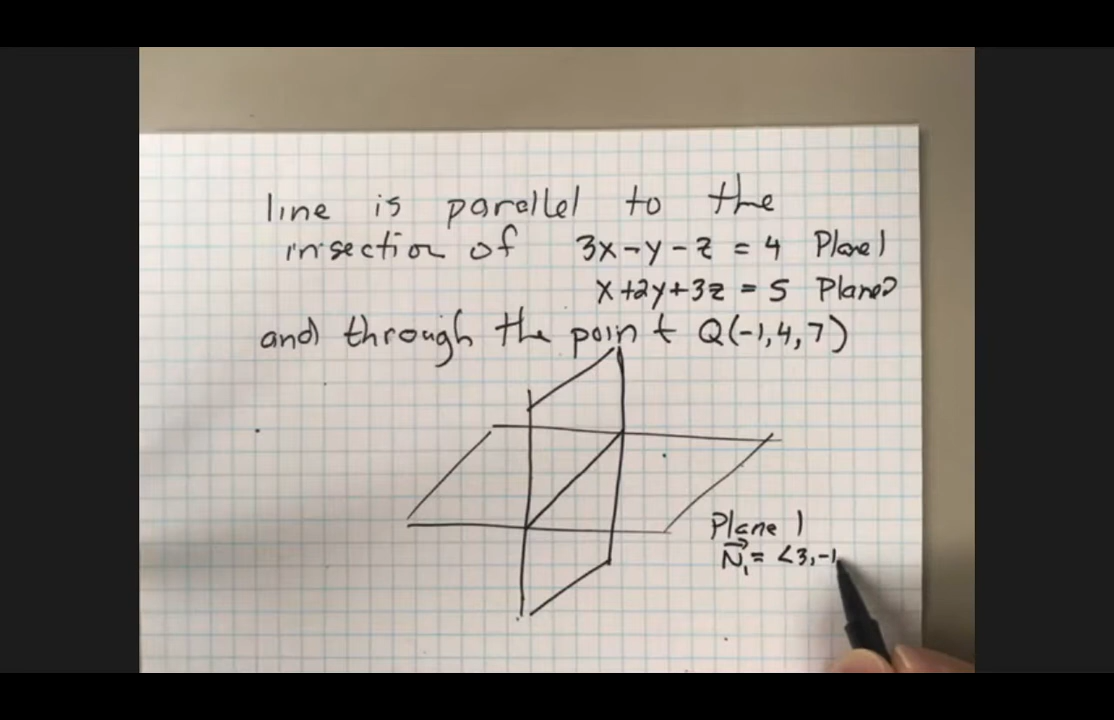 line is parallel to the
insection of 3x-y-z = 4 Plane 1
x+2y+3z = 5 Plane 2
and through the point Q(-1,4,7)
Plane 1
N⃗₁ = <3,-1